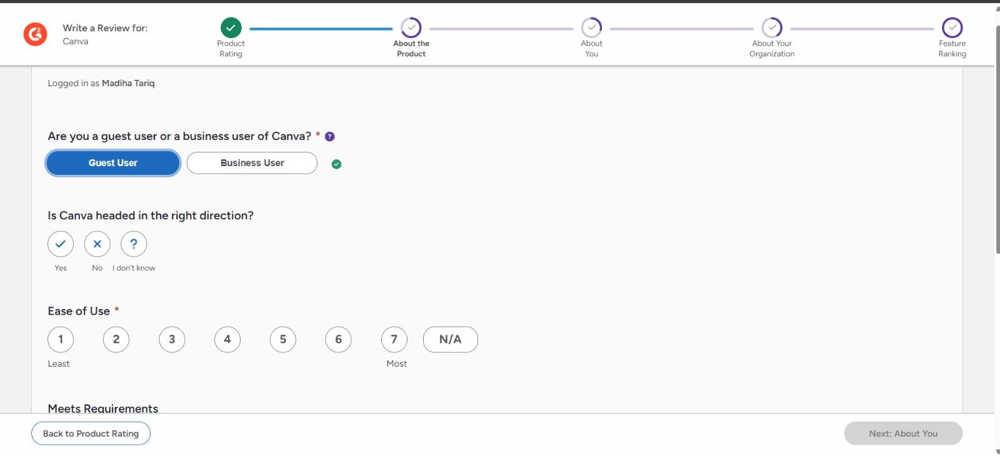 Write a Review for:
Canva
Product
Rating
About the
Product
About
You
About Your
Organization
Feature
Ranking
Logged in as Madiha Tariq
Are you a guest user or a business user of Canva? * ?
Guest User
Business User
Is Canva headed in the right direction?
?
Yes
No
I don't know
Ease of Use *
1 2 3 4 5 6 7 N/A
Least
Most
Meets Requirements
Back to Product Rating
Next: About You